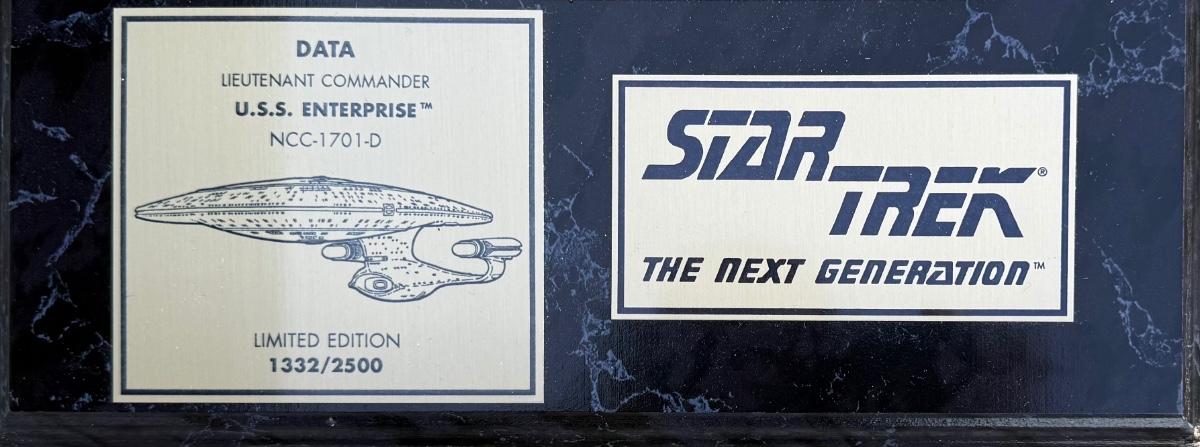 DATA
LIEUTENANT COMMANDER
U.S.S. ENTERPRISE™
NCC-1701-D
LIMITED EDITION
1332/2500
STAR
TREK®
THE NEXT GENERATION™